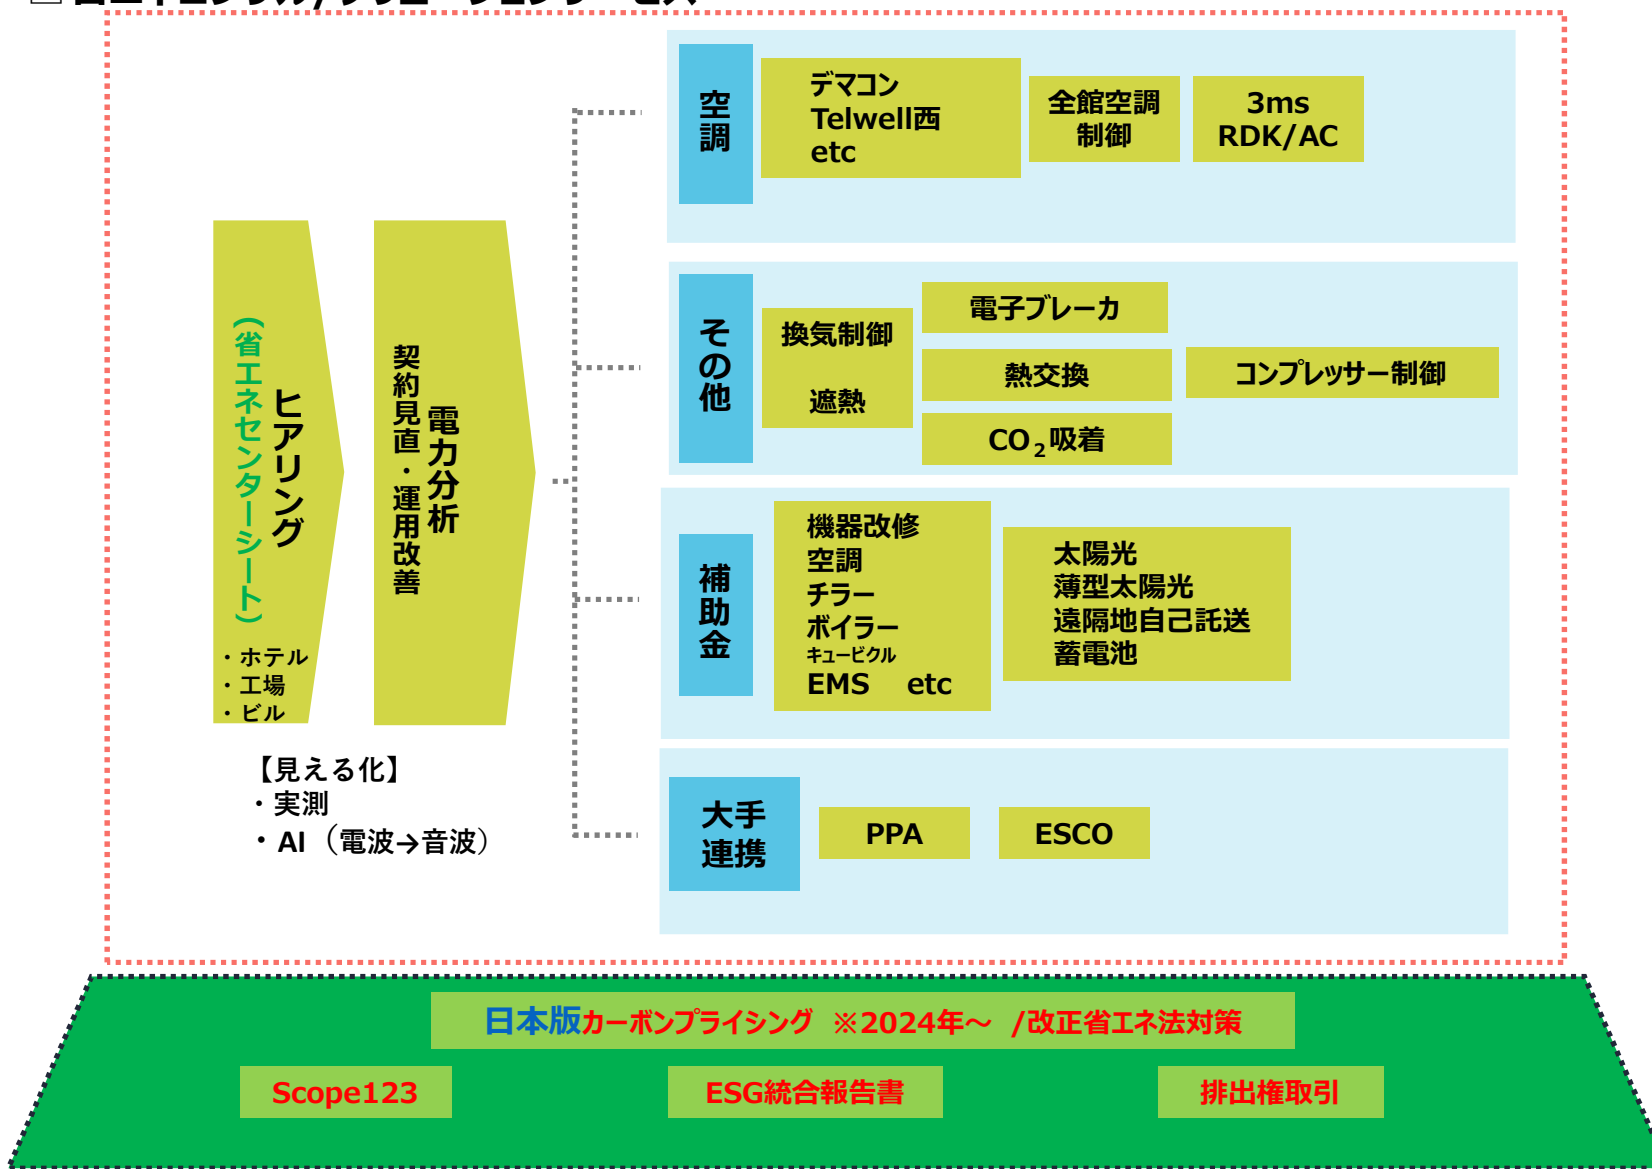 空調
デマコン
Telwell西
etc
全館空調
制御
3ms
RDK/AC
その他
換気制御
遮熱
電子ブレーカ
熱交換
CO₂吸着
コンプレッサー制御
ヒアリング
（省エネセンターシート）
・ホテル
・工場
・ビル
電力分析
契約見直・運用改善
【見える化】
・実測
・AI（電波→音波）
補助金
機器改修
空調
チラー
ボイラー
キュービクル
EMS etc
太陽光
薄型太陽光
遠隔地自己託送
蓄電池
大手
連携
PPA
ESCO
日本版カーボンプライシング ※2024年～ /改正省エネ法対策
Scope123
ESG統合報告書
排出権取引